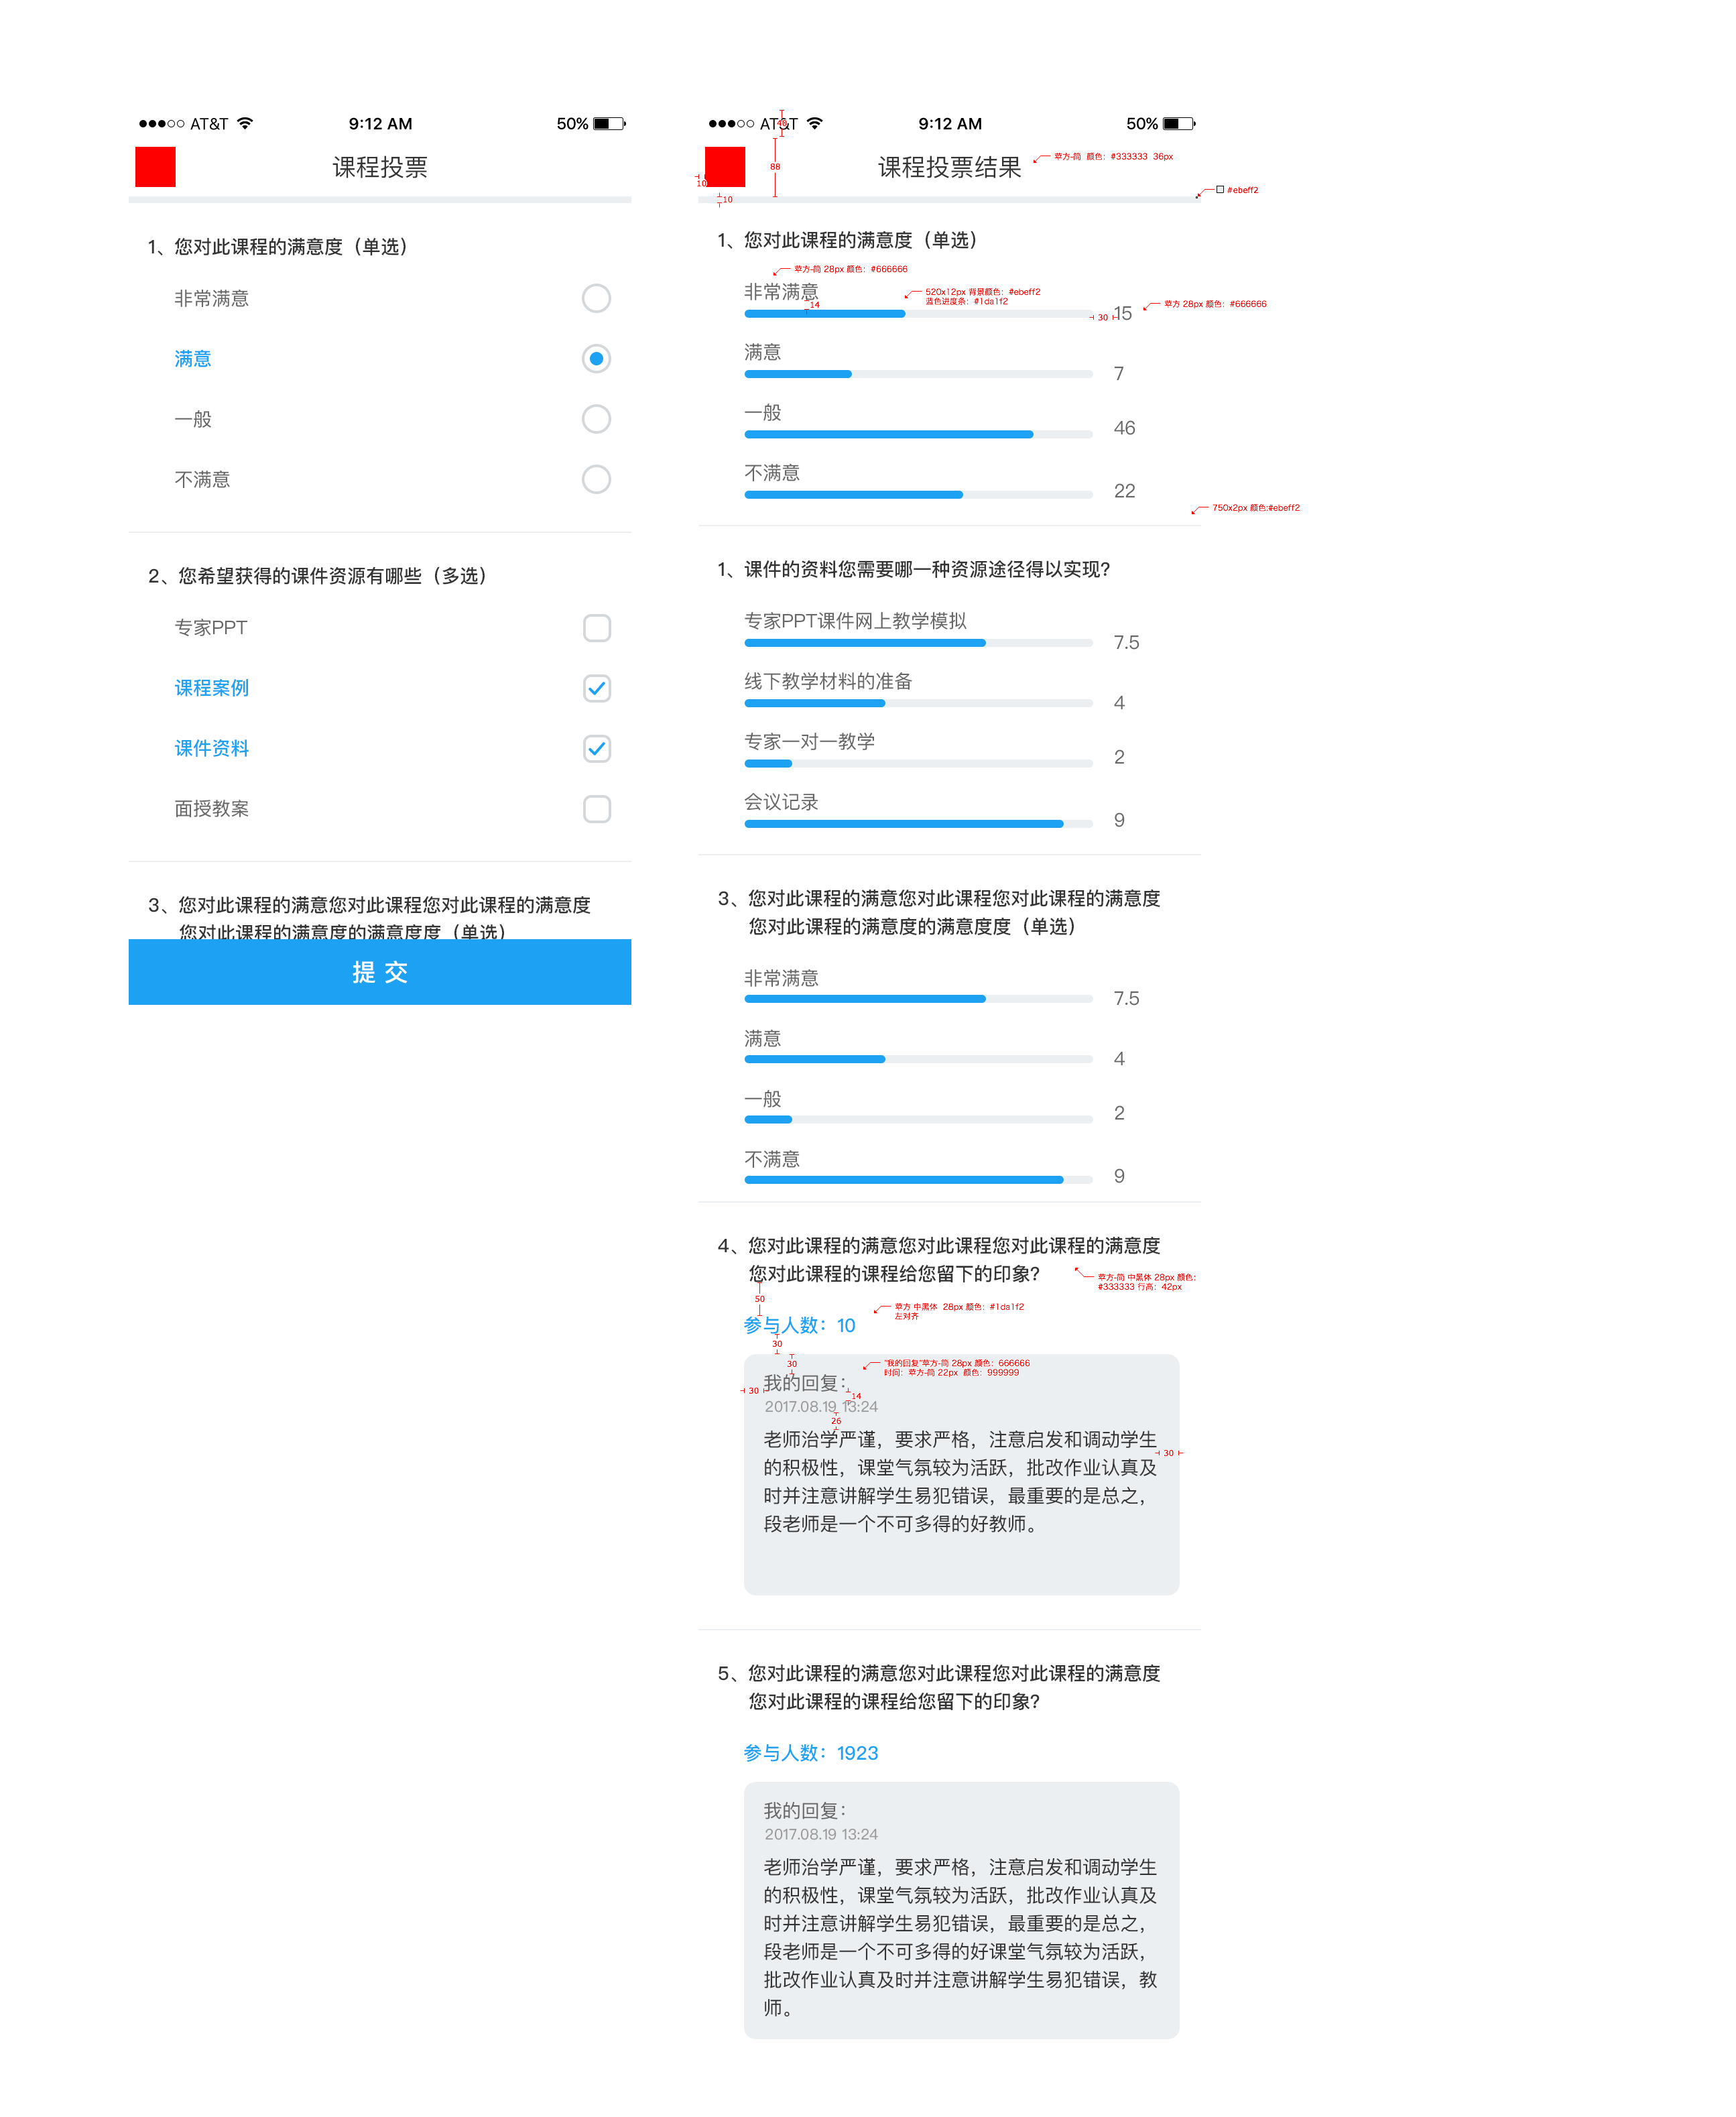 AT&T
9:12 AM
50%
课程投票
1、您对此课程的满意度（单选）
非常满意
满意
一般
不满意
2、您希望获得的课件资源有哪些（多选）
专家PPT
课程案例
课件资料
面授教案
3、您对此课程的满意您对此课程您对此课程的满意度
您对此课程的满意度的满意度度（单选）
提 交
AT&T
40
9:12 AM
50%
88
课程投票结果
苹方-简 颜色：#333333 36px
10
10
#ebeff2
1、您对此课程的满意度（单选）
苹方-简 28px 颜色：#666666
非常满意
14
520x12px 背景颜色：#ebeff2
蓝色进度条：#1da1f2
30
15
苹方 28px 颜色：#666666
满意
7
一般
46
不满意
22
750x2px 颜色:#ebeff2
1、课件的资料您需要哪一种资源途径得以实现?
专家PPT课件网上教学模拟
7.5
线下教学材料的准备
4
专家一对一教学
2
会议记录
9
3、您对此课程的满意您对此课程您对此课程的满意度
您对此课程的满意度的满意度度（单选）
非常满意
7.5
满意
4
一般
2
不满意
9
4、您对此课程的满意您对此课程您对此课程的满意度
您对此课程的课程给您留下的印象?
苹方-简 中黑体 28px 颜色：
#333333 行高：42px
50
苹方 中黑体 28px 颜色：#1da1f2
左对齐
参与人数：10
30
30
"我的回复"苹方-简 28px 颜色：666666
时间：苹方-简 22px 颜色：999999
我的回复：
30
14
2017.08.19 13:24
26
老师治学严谨，要求严格，注意启发和调动学生
30
的积极性，课堂气氛较为活跃，批改作业认真及
时并注意讲解学生易犯错误，最重要的是总之，
段老师是一个不可多得的好教师。
5、您对此课程的满意您对此课程您对此课程的满意度
您对此课程的课程给您留下的印象?
参与人数：1923
我的回复：
2017.08.19 13:24
老师治学严谨，要求严格，注意启发和调动学生
的积极性，课堂气氛较为活跃，批改作业认真及
时并注意讲解学生易犯错误，最重要的是总之，
段老师是一个不可多得的好课堂气氛较为活跃，
批改作业认真及时并注意讲解学生易犯错误，教
师。